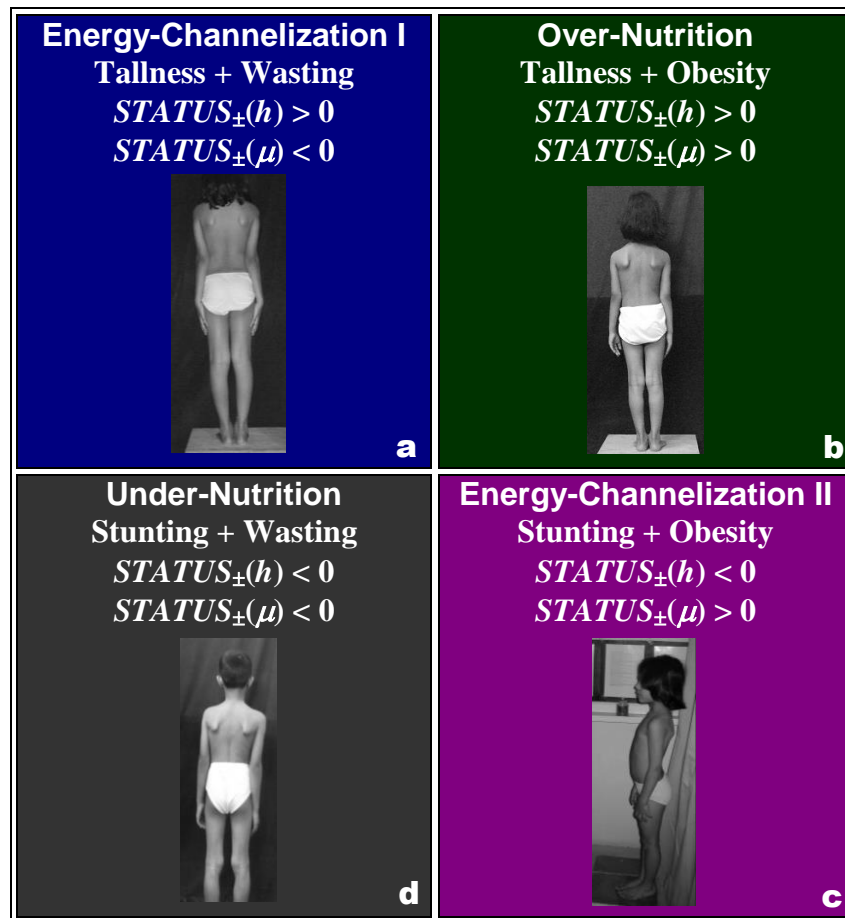 Energy-Channelization I
Tallness + Wasting
STATUS±(h) > 0
STATUS±(μ) < 0
a
Over-Nutrition
Tallness + Obesity
STATUS±(h) > 0
STATUS±(μ) > 0
b
Under-Nutrition
Stunting + Wasting
STATUS±(h) < 0
STATUS±(μ) < 0
d
Energy-Channelization II
Stunting + Obesity
STATUS±(h) < 0
STATUS±(μ) > 0
c